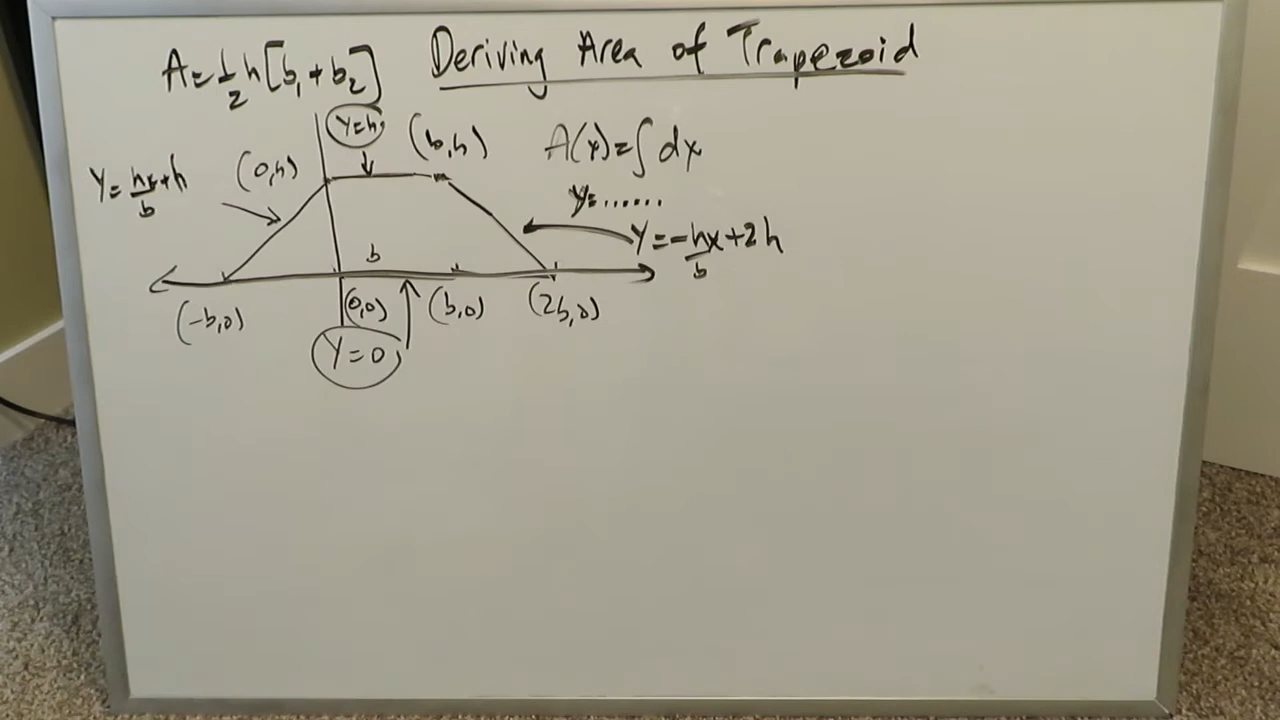 A=½h[b₁+b₂]
Deriving Area of Trapezoid
y=h
(b,h)
A(x)=∫dx
y=hx/b+h
(0,h)
y=......
y=-hx/b+2h
b
(-b,0)
(0,0)
(b,0)
(2b,0)
y=0